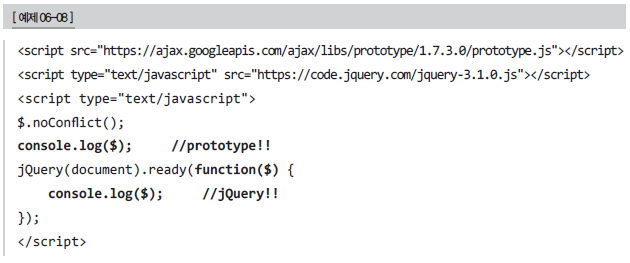 [ 예제 06-08 ]
<script src="https://ajax.googleapis.com/ajax/libs/prototype/1.7.3.0/prototype.js"></script>
<script type="text/javascript" src="https://code.jquery.com/jquery-3.1.0.js"></script>
<script type="text/javascript">
$.noConflict();
console.log($);     //prototype!!
jQuery(document).ready(function($) {
    console.log($);     //jQuery!!
});
</script>